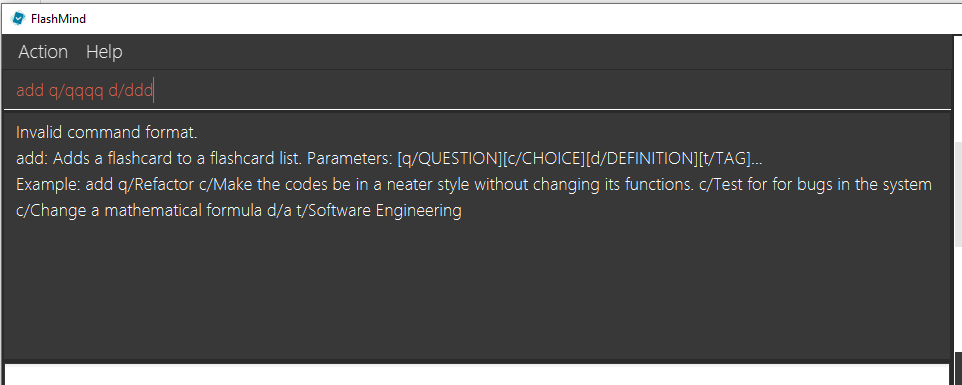 FlashMind
Action Help
add q/qqqq d/ddd
Invalid command format.
add: Adds a flashcard to a flashcard list. Parameters: [q/QUESTION][c/CHOICE][d/DEFINITION][t/TAG]...
Example: add q/Refactor c/Make the codes be in a neater style without changing its functions. c/Test for for bugs in the system
c/Change a mathematical formula d/a t/Software Engineering